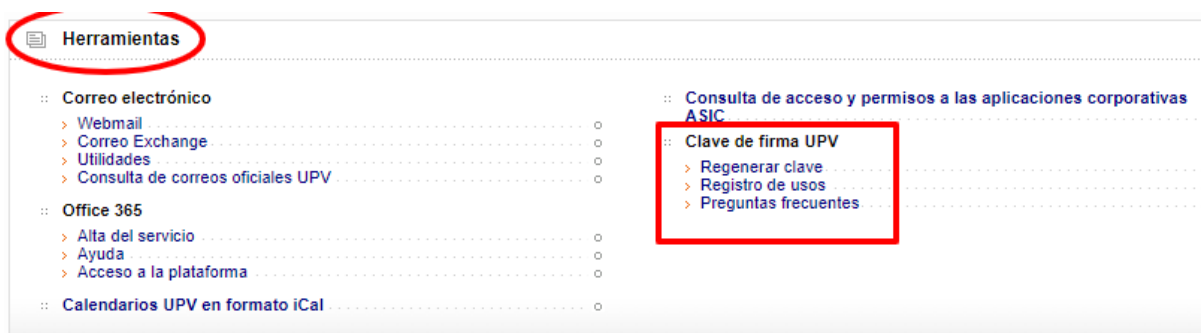 Herramientas
Correo electrónico
Webmail
Correo Exchange
Utilidades
Consulta de correos oficiales UPV
Office 365
Alta del servicio
Ayuda
Acceso a la plataforma
Calendarios UPV en formato iCal
Consulta de acceso y permisos a las aplicaciones corporativas
ASIC
Clave de firma UPV
Regenerar clave
Registro de usos
Preguntas frecuentes